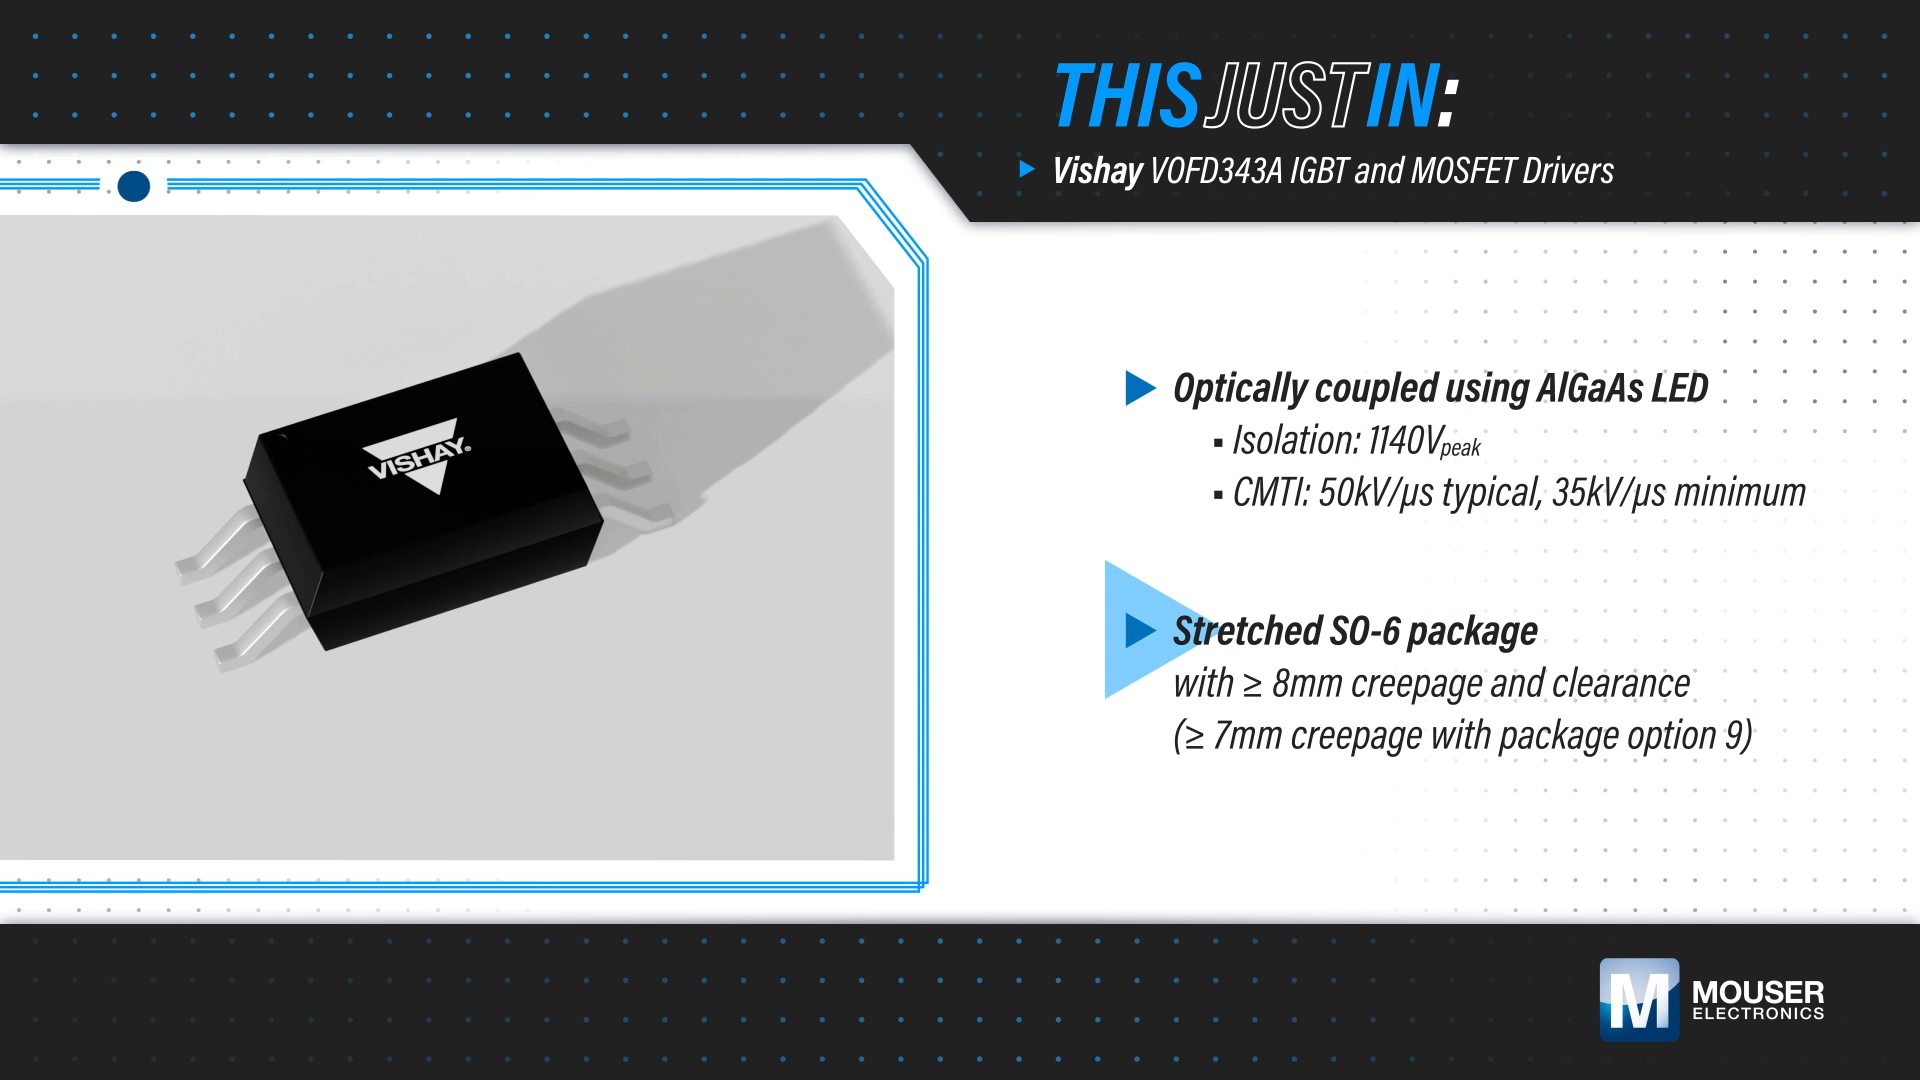 THIS JUST IN:
Vishay VOFD343A IGBT and MOSFET Drivers
VISHAY®
Optically coupled using AlGaAs LED
▪ Isolation: 1140Vpeak
▪ CMTI: 50kV/µs typical, 35kV/µs minimum
Stretched SO-6 package
with ≥ 8mm creepage and clearance
(≥ 7mm creepage with package option 9)
M MOUSER
ELECTRONICS